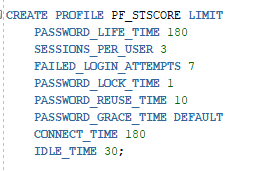 CREATE PROFILE PF_STSCORE LIMIT
PASSWORD_LIFE_TIME 180
SESSIONS_PER_USER 3
FAILED_LOGIN_ATTEMPTS 7
PASSWORD_LOCK_TIME 1
PASSWORD_REUSE_TIME 10
PASSWORD_GRACE_TIME DEFAULT
CONNECT_TIME 180
IDLE_TIME 30;